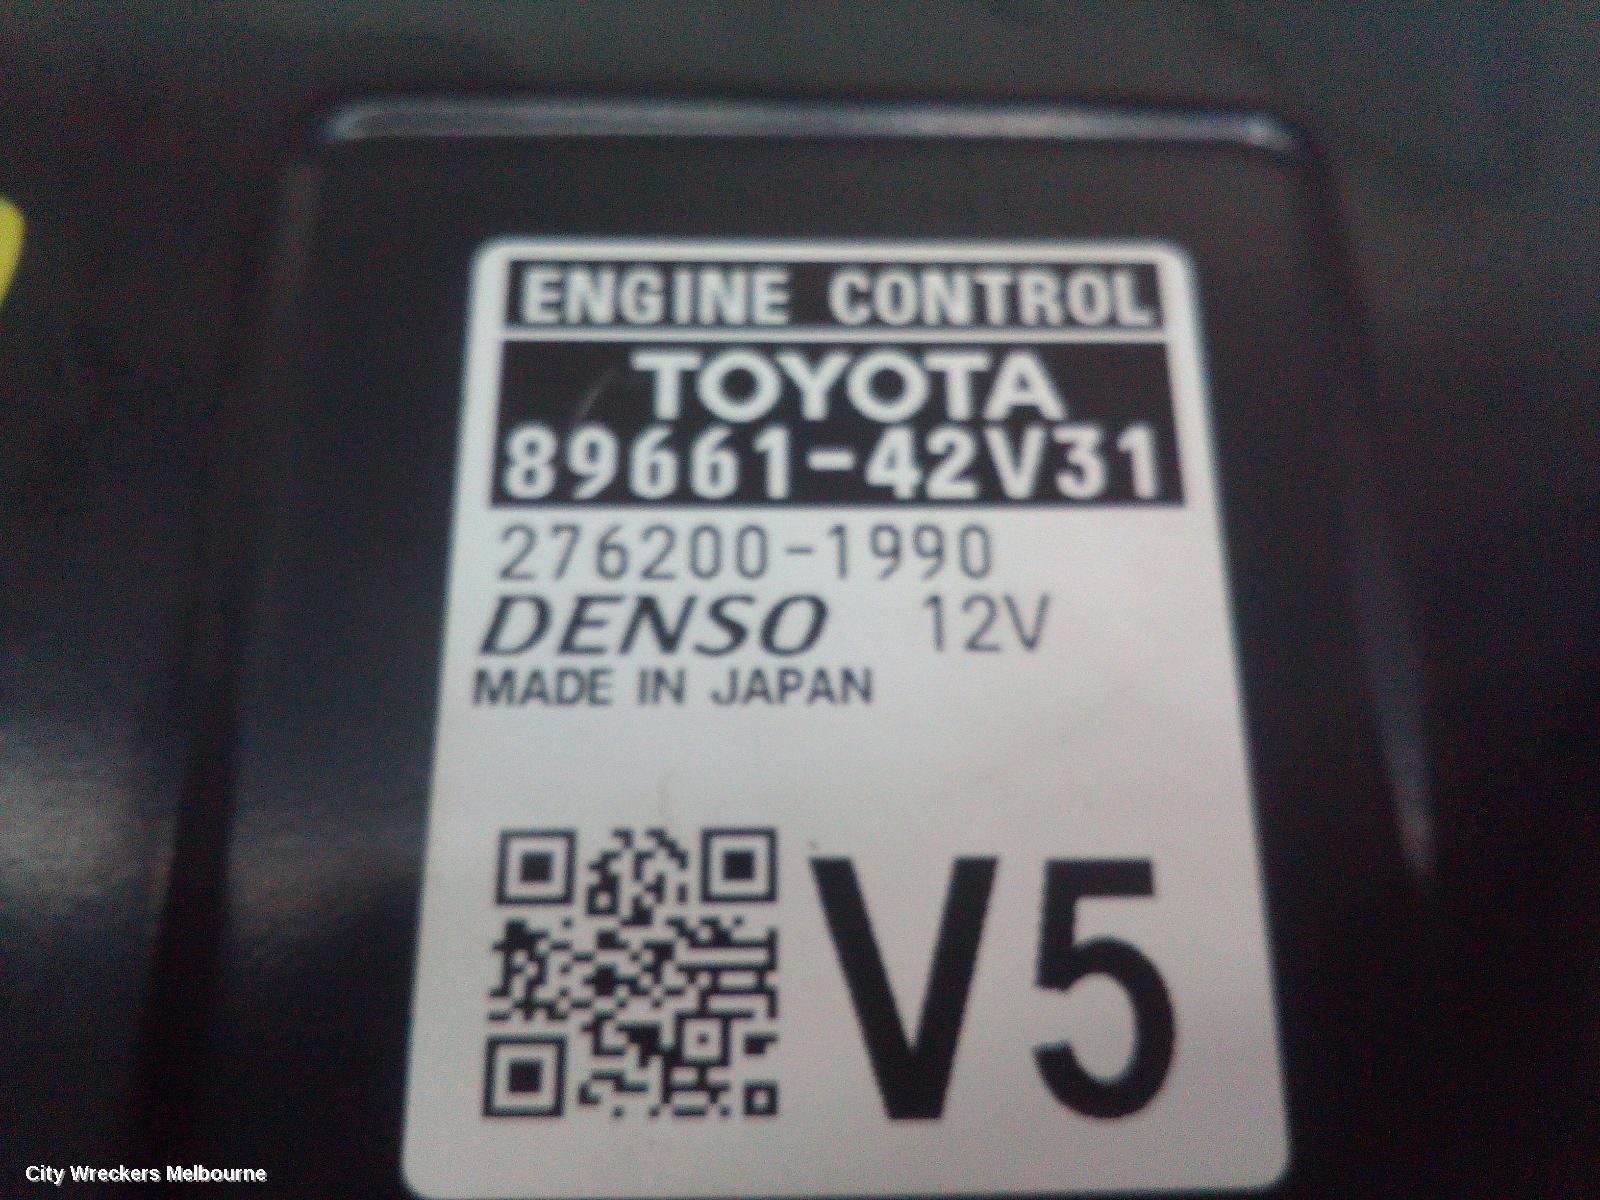 ENGINE CONTROL
TOYOTA
89661-42V31
276200-1990
DENSO 12V
MADE IN JAPAN
V5
City Wreckers Melbourne